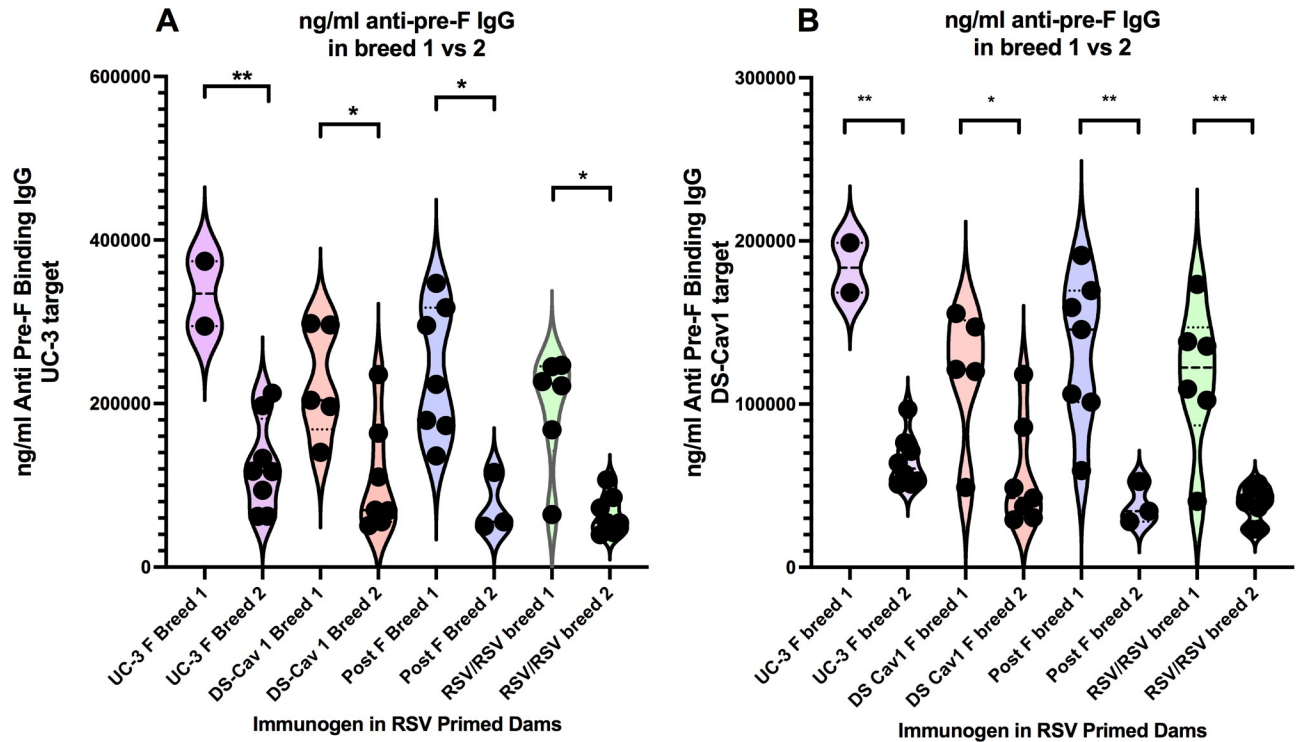 A
ng/ml anti-pre-F IgG
in breed 1 vs 2
ng/ml Anti Pre-F Binding IgG
UC-3 target
600000
400000
200000
0
**
*
*
*
UC-3 F Breed 1
UC-3 F Breed 2
DS-Cav 1 Breed 1
DS-Cav 1 Breed 2
Post F Breed 1
Post F Breed 2
RSV/RSV breed 1
RSV/RSV breed 2
Immunogen in RSV Primed Dams
B
ng/ml anti-pre-F IgG
in breed 1 vs 2
ng/ml Anti Pre-F Binding IgG
DS-Cav1 target
300000
200000
100000
0
**
*
**
**
UC-3 F breed 1
UC-3 F breed 2
DS Cav1 F breed 1
DS Cav1 F breed 2
Post F breed 1
Post F breed 2
RSV/RSV breed 1
RSV/RSV breed 2
Immunogen in RSV Primed Dams